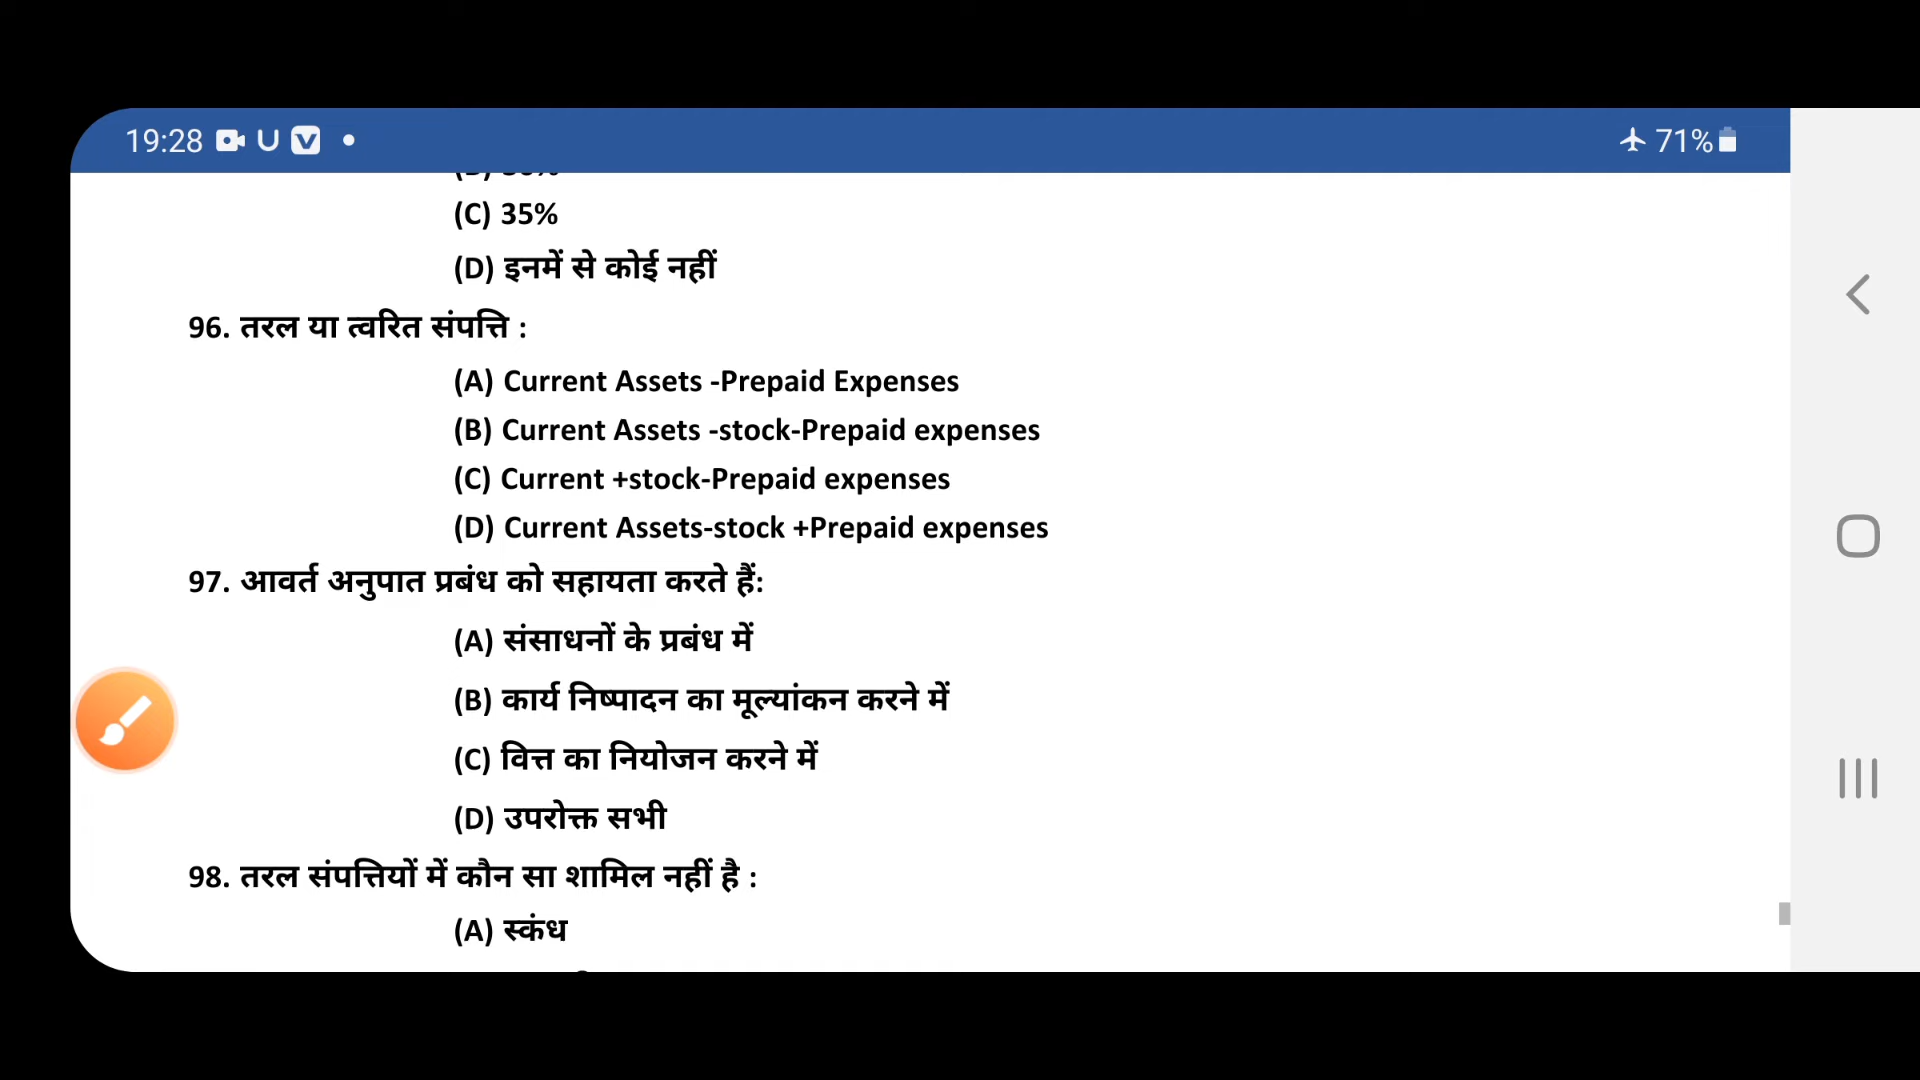 19:28
71%
(C) 35%
(D) इनमें से कोई नहीं
96. तरल या त्वरित संपत्ति :
(A) Current Assets -Prepaid Expenses
(B) Current Assets -stock-Prepaid expenses
(C) Current +stock-Prepaid expenses
(D) Current Assets-stock +Prepaid expenses
97. आवर्त अनुपात प्रबंध को सहायता करते हैं:
(A) संसाधनों के प्रबंध में
(B) कार्य निष्पादन का मूल्यांकन करने में
(C) वित्त का नियोजन करने में
(D) उपरोक्त सभी
98. तरल संपत्तियों में कौन सा शामिल नहीं है :
(A) स्कंध